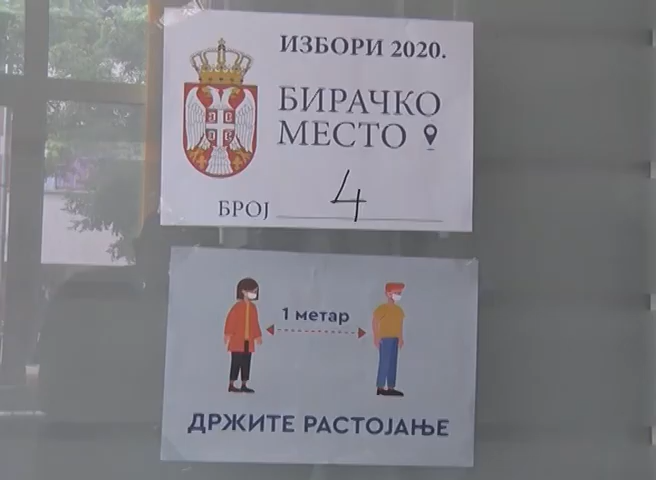 ИЗБОРИ 2020.
БИРАЧКО
МЕСТО
БРОЈ 4
1 метар
ДРЖИТЕ РАСТОЈАЊЕ